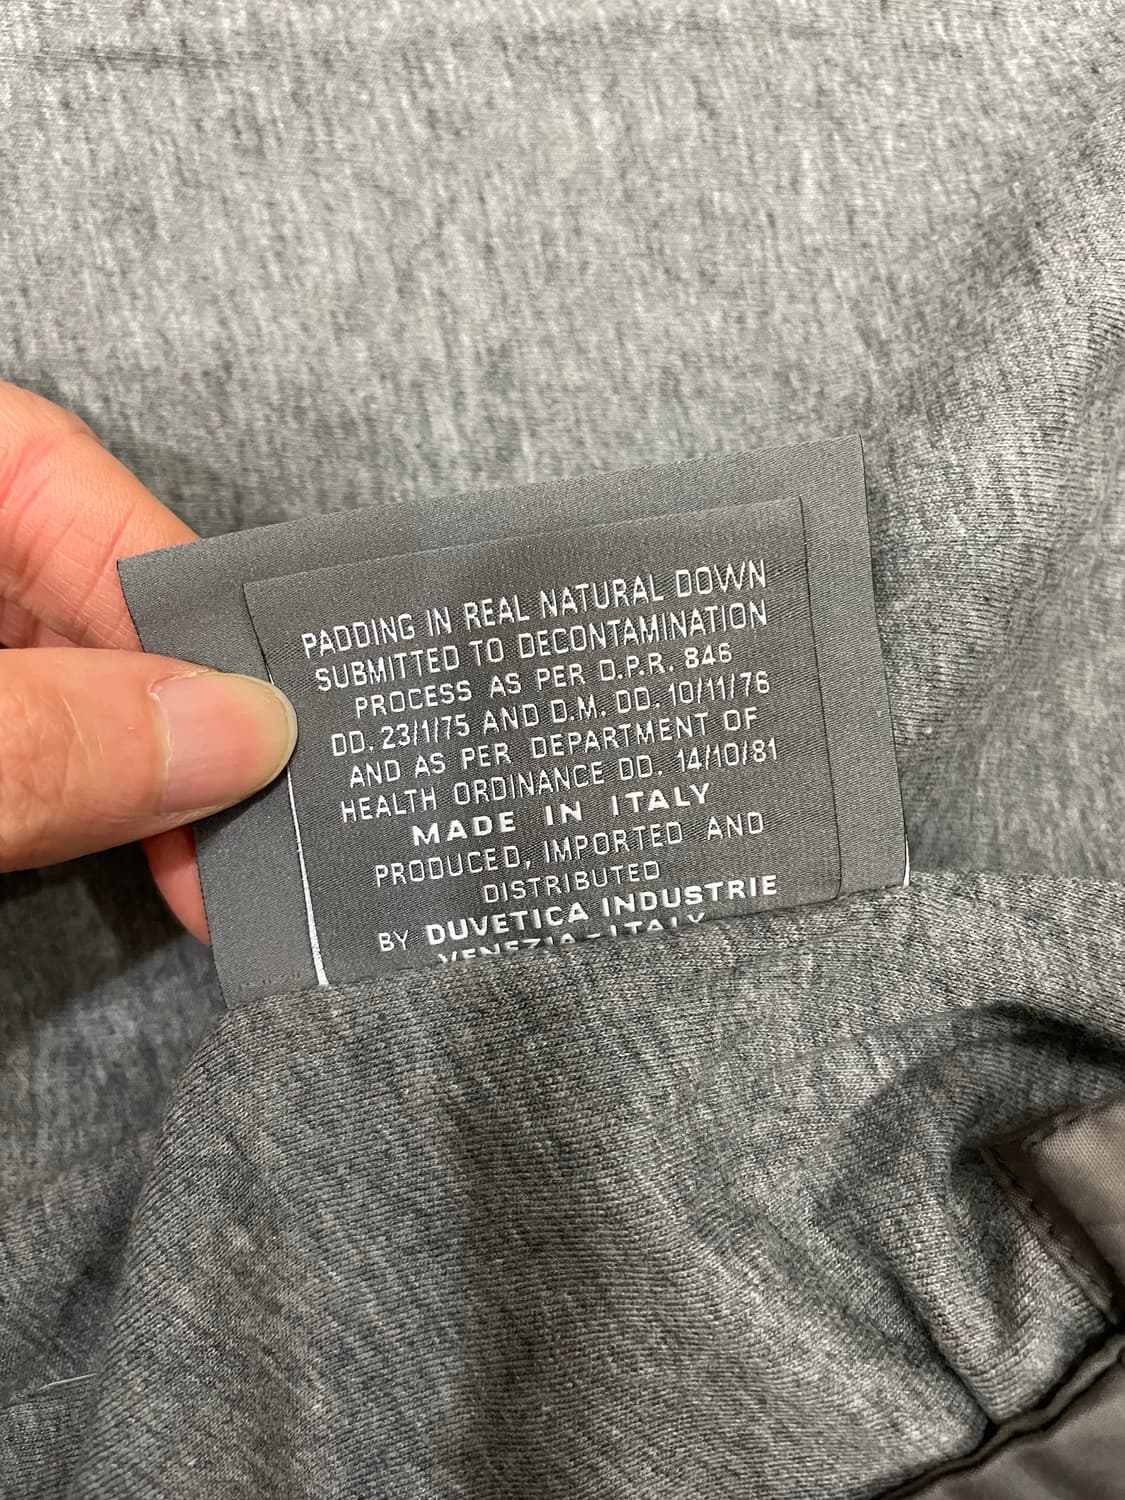 PADDING IN REAL NATURAL DOWN
SUBMITTED TO DECONTAMINATION
PROCESS AS PER D.P.R. 846
DD. 23/1/75 AND D.M. DD. 10/11/76
AND AS PER DEPARTMENT OF
HEALTH ORDINANCE DD. 14/10/81
MADE IN ITALY
PRODUCED, IMPORTED AND
DISTRIBUTED
BY DUVETICA INDUSTRIE
VENEZIA-ITALY